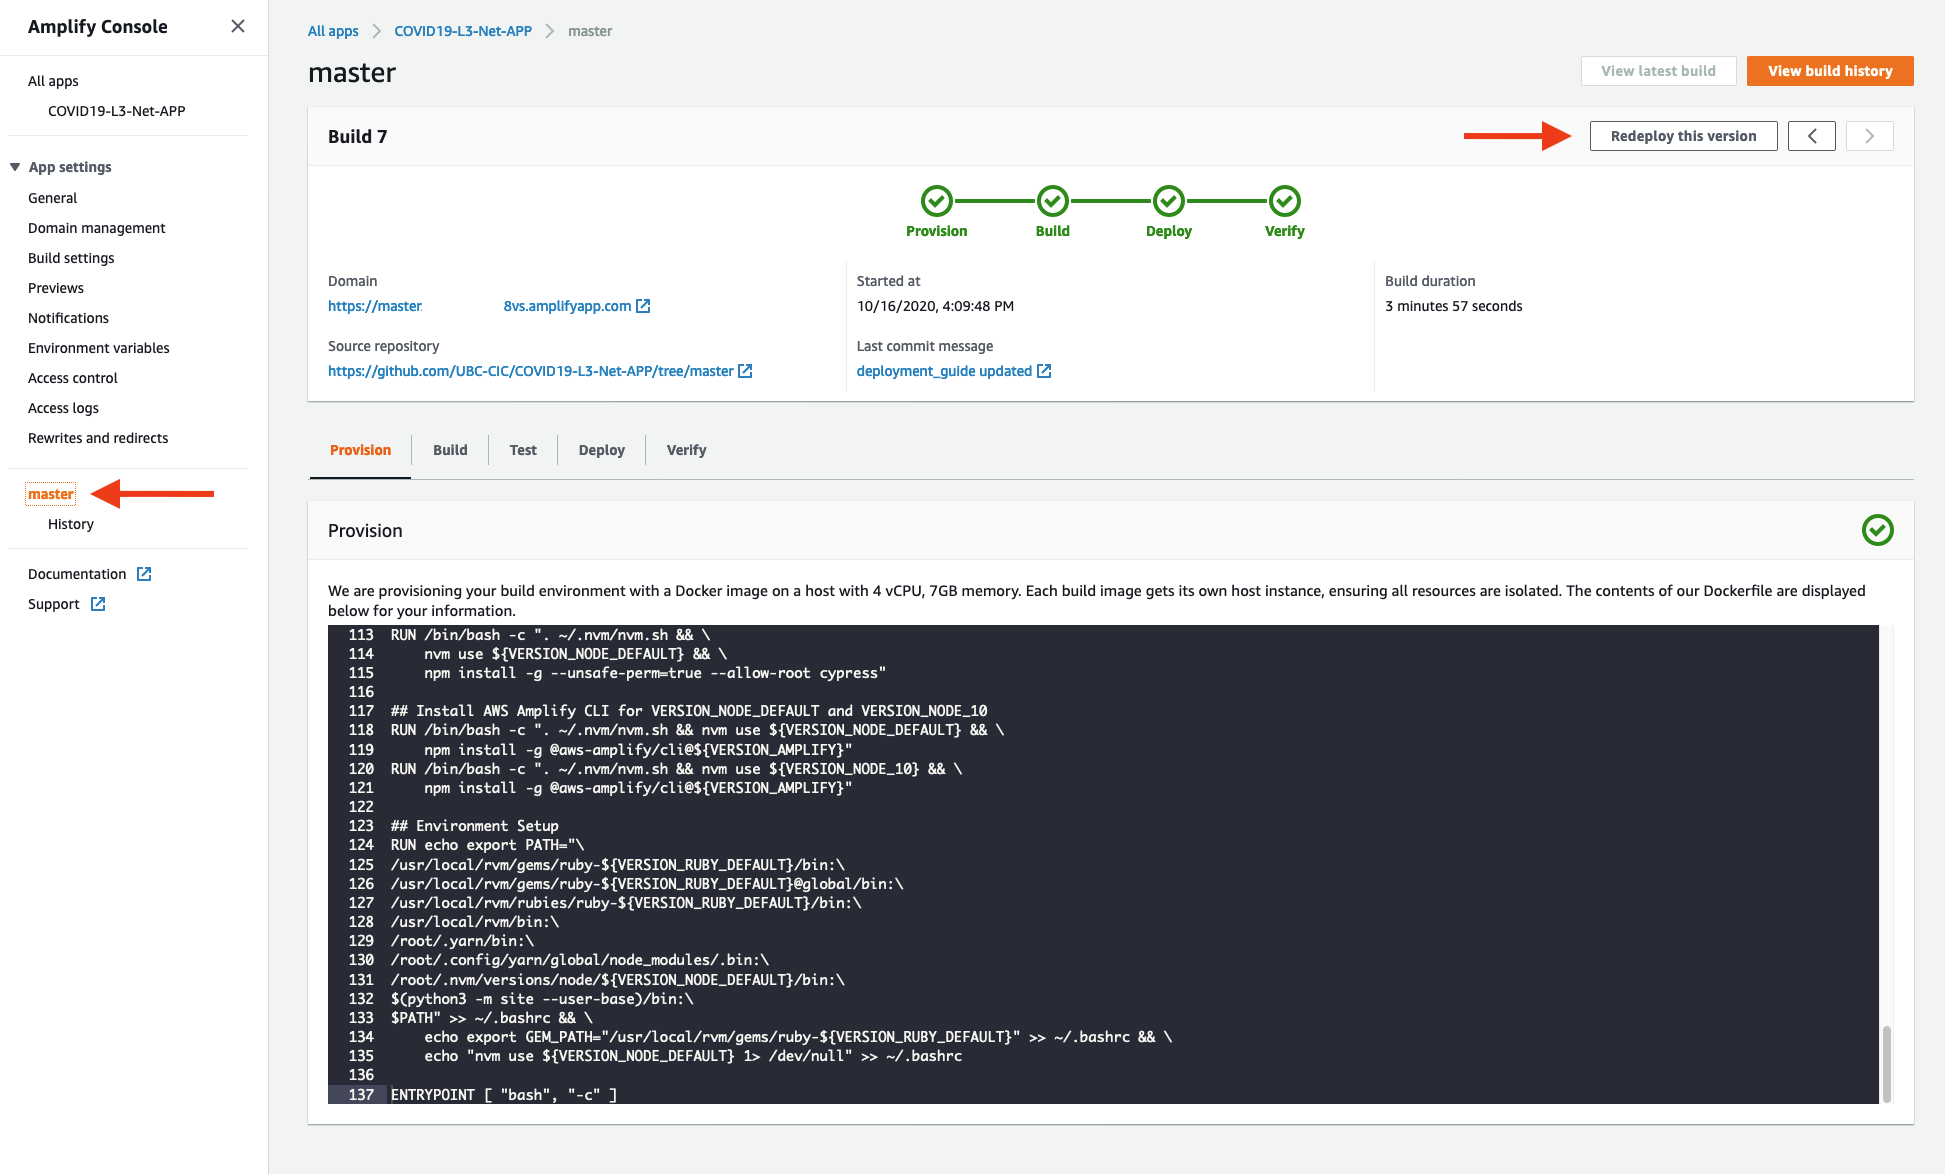 Amplify Console
All apps
COVID19-L3-Net-APP
App settings
General
Domain management
Build settings
Previews
Notifications
Environment variables
Access control
Access logs
Rewrites and redirects
master
History
Documentation
Support
All apps
COVID19-L3-Net-APP
master
master
View latest build
View build history
Build 7
Redeploy this version
Provision
Build
Deploy
Verify
Domain
https://master. 8vs.amplifyapp.com
Started at
10/16/2020, 4:09:48 PM
Build duration
3 minutes 57 seconds
Source repository
https://github.com/UBC-CIC/COVID19-L3-Net-APP/tree/master
Last commit message
deployment_guide updated
Provision
Build
Test
Deploy
Verify
Provision
We are provisioning your build environment with a Docker image on a host with 4 vCPU, 7GB memory. Each build image gets its own host instance, ensuring all resources are isolated. The contents of our Dockerfile are displayed
below for your information.
113 RUN /bin/bash -c ". ~/.nvm/nvm.sh && \
114     nvm use ${VERSION_NODE_DEFAULT} && \
115     npm install -g --unsafe-perm=true --allow-root cypress"
116
117 ## Install AWS Amplify CLI for VERSION_NODE_DEFAULT and VERSION_NODE_10
118 RUN /bin/bash -c ". ~/.nvm/nvm.sh && nvm use ${VERSION_NODE_DEFAULT} && \
119     npm install -g @aws-amplify/cli@${VERSION_AMPLIFY}"
120 RUN /bin/bash -c ". ~/.nvm/nvm.sh && nvm use ${VERSION_NODE_10} && \
121     npm install -g @aws-amplify/cli@${VERSION_AMPLIFY}"
122
123 ## Environment Setup
124 RUN echo export PATH="\
125 /usr/local/rvm/gems/ruby-${VERSION_RUBY_DEFAULT}/bin:\
126 /usr/local/rvm/gems/ruby-${VERSION_RUBY_DEFAULT}@global/bin:\
127 /usr/local/rvm/rubies/ruby-${VERSION_RUBY_DEFAULT}/bin:\
128 /usr/local/rvm/bin:\
129 /root/.yarn/bin:\
130 /root/.config/yarn/global/node_modules/.bin:\
131 /root/.nvm/versions/node/${VERSION_NODE_DEFAULT}/bin:\
132 $(python3 -m site --user-base)/bin:\
133 $PATH" >> ~/.bashrc && \
134     echo export GEM_PATH="/usr/local/rvm/gems/ruby-${VERSION_RUBY_DEFAULT}" >> ~/.bashrc && \
135     echo "nvm use ${VERSION_NODE_DEFAULT} 1> /dev/null" >> ~/.bashrc
136
137 ENTRYPOINT [ "bash", "-c" ]